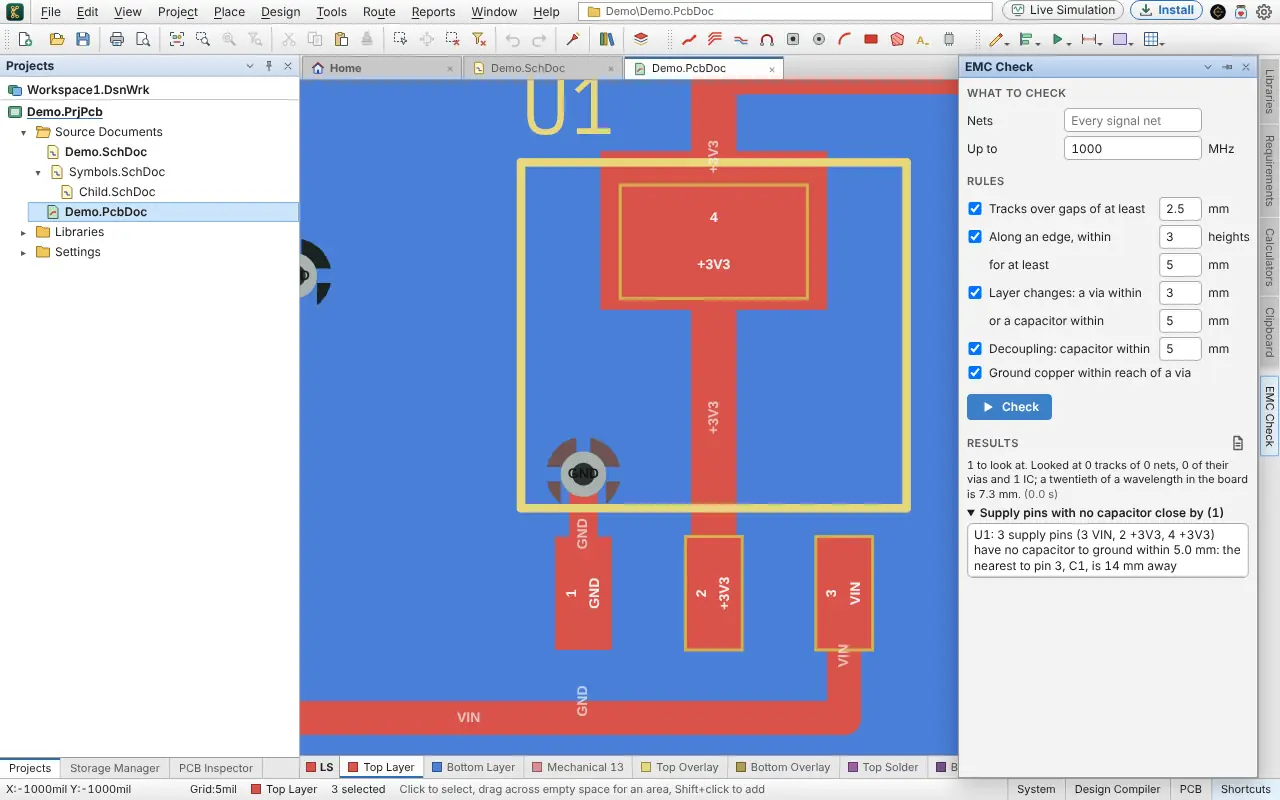 File Edit View Project Place Design Tools Route Reports Window Help Demo\Demo.PcbDoc Live Simulation Install
Projects
Workspace1.DsnWrk
Demo.PrjPcb
Source Documents
Demo.SchDoc
Symbols.SchDoc
Child.SchDoc
Demo.PcbDoc
Libraries
Settings
Projects Storage Manager PCB Inspector
Home Demo.SchDoc Demo.PcbDoc
U1
+3V3
4
+3V3
+3V3
GND
GND
1
GND
2
+3V3
3
VIN
VIN
GND
VIN
LS Top Layer Bottom Layer Mechanical 13 Top Overlay Bottom Overlay Top Solder B
EMC Check
WHAT TO CHECK
Nets Every signal net
Up to 1000 MHz
RULES
Tracks over gaps of at least 2.5 mm
Along an edge, within 3 heights
for at least 5 mm
Layer changes: a via within 3 mm
or a capacitor within 5 mm
Decoupling: capacitor within 5 mm
Ground copper within reach of a via
Check
RESULTS
1 to look at. Looked at 0 tracks of 0 nets, 0 of their
vias and 1 IC; a twentieth of a wavelength in the board
is 7.3 mm. (0.0 s)
Supply pins with no capacitor close by (1)
U1: 3 supply pins (3 VIN, 2 +3V3, 4 +3V3)
have no capacitor to ground within 5.0 mm: the
nearest to pin 3, C1, is 14 mm away
Libraries
Requirements
Calculators
Clipboard
EMC Check
X:-1000mil Y:-1000mil Grid:5mil Top Layer 3 selected Click to select, drag across empty space for an area, Shift+click to add System Design Compiler PCB Shortcuts